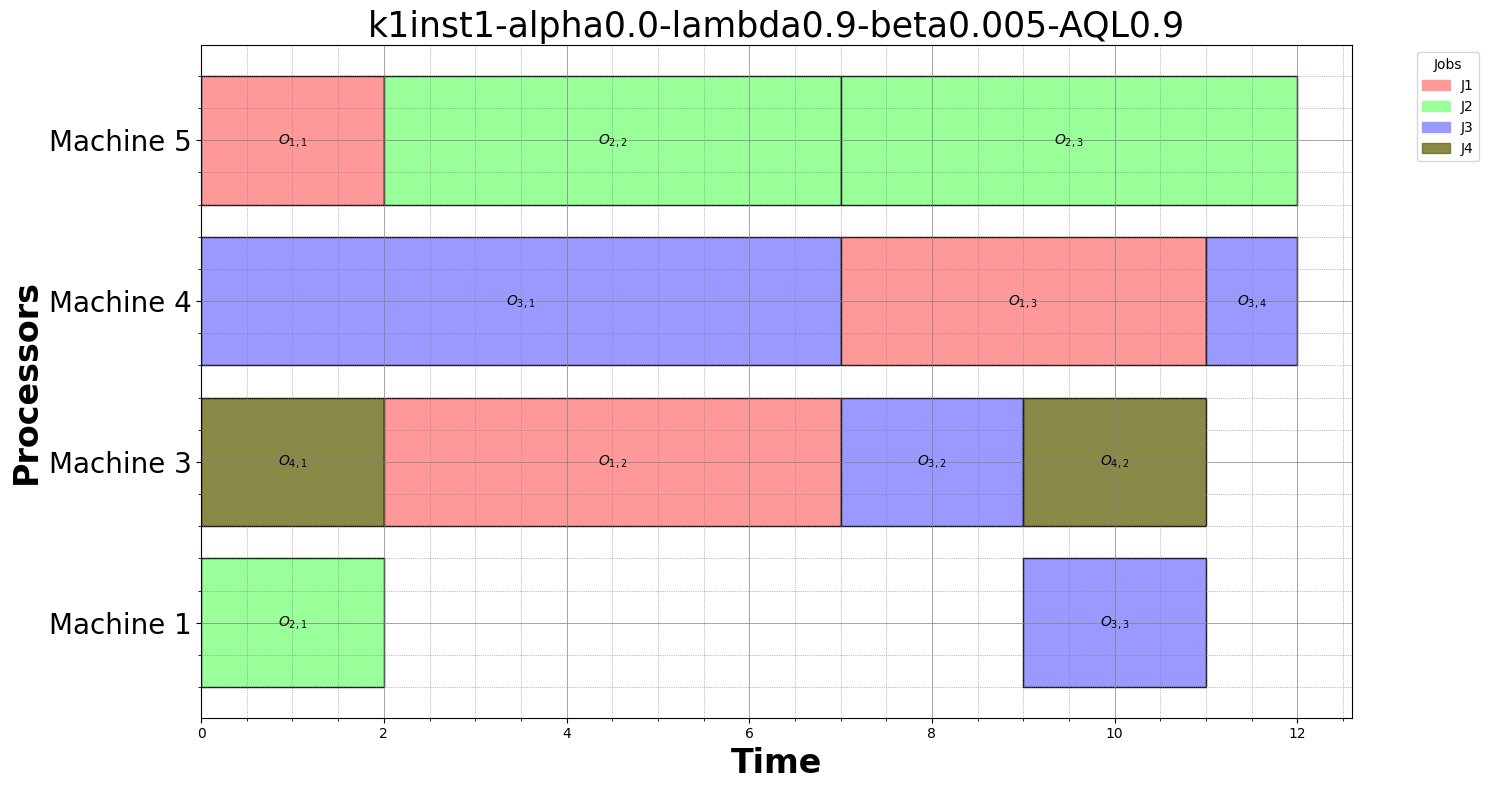 k1inst1-alpha0.0-lambda0.9-beta0.005-AQL0.9
Jobs
J1
J2
J3
J4
Processors
Machine 5
O1,1
O2,2
O2,3
Machine 4
O3,1
O1,3
O3,4
Machine 3
O4,1
O1,2
O3,2
O4,2
Machine 1
O2,1
O3,3
0 2 4 6 8 10 12
Time